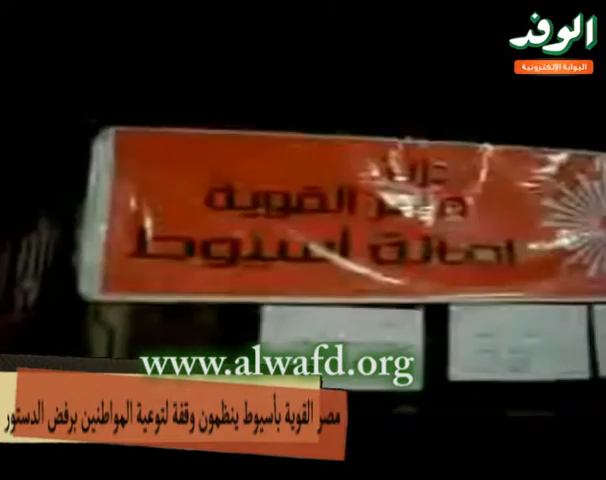 الوفد
البوابة الإلكترونية
حزب
مصر القوية
أمانة أسيوط
www.alwafd.org
مصر القوية بأسيوط ينظمون وقفة لتوعية المواطنين برفض الدستور